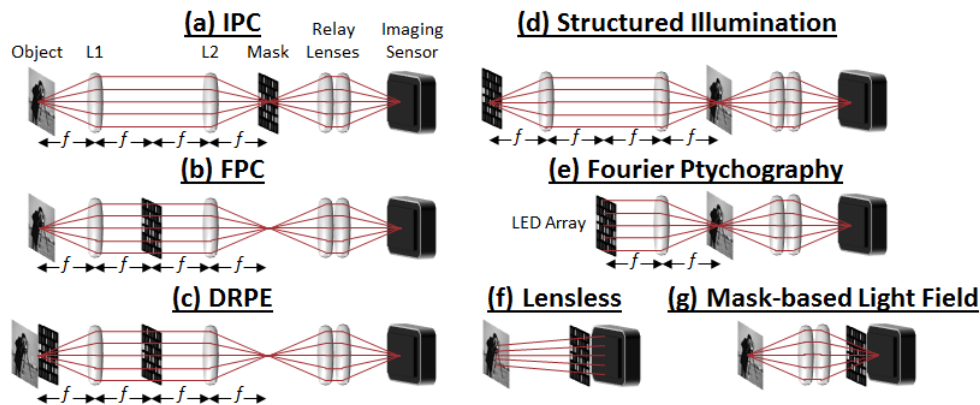 (a) IPC
Object
L1
L2
Mask
Relay
Lenses
Imaging
Sensor
f f f f
(b) FPC
f f f f
(c) DRPE
f f f f
(d) Structured Illumination
f f f f
(e) Fourier Ptychography
LED Array
f f
(f) Lensless
(g) Mask-based Light Field